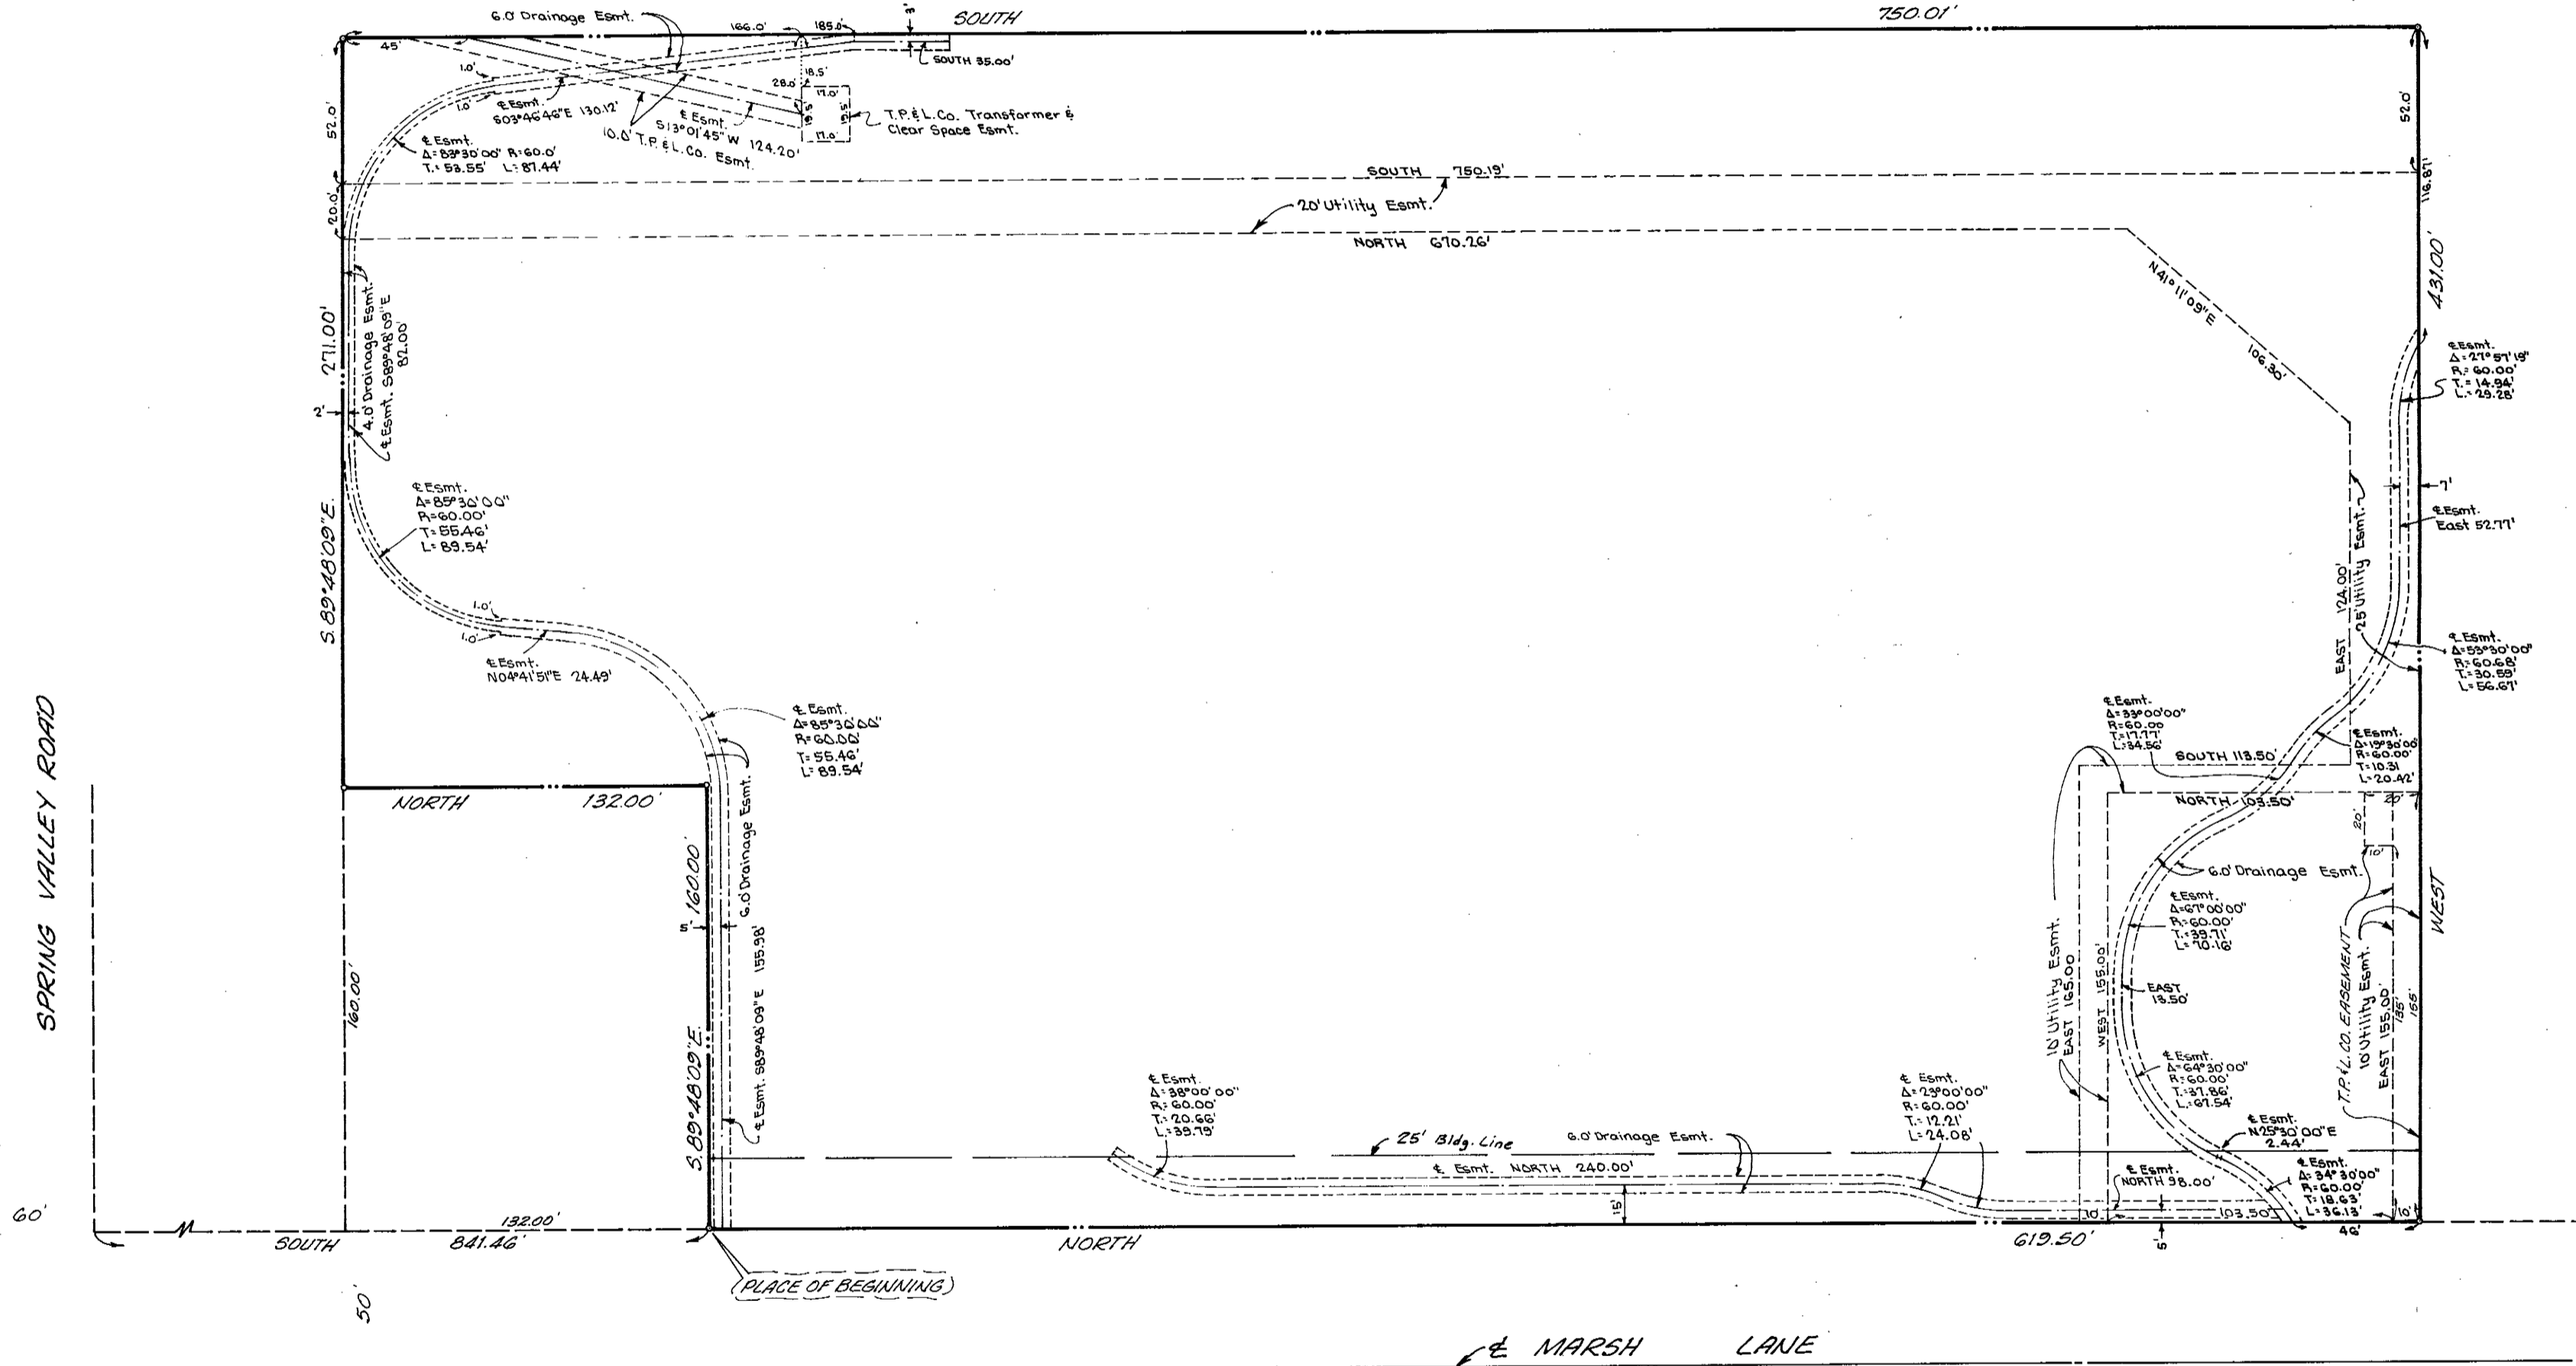 6.0' Drainage Esmt.
166.0'
185.0'
3'
SOUTH
750.01'
45'
1.0'
1.0'
SOUTH 35.00'
18.5'
28.0'
17.0'
17.0'
T.P.&L.Co. Transformer &
Clear Space Esmt.
℄ Esmt.
S03°46'46"E 130.12'
℄ Esmt.
S13°01'45"W 124.20'
10.0' T.P.&L.Co. Esmt.
52.0'
℄ Esmt.
Δ=83°30'00" R=60.0'
T.=53.55' L=87.44'
20.0'
SOUTH 750.19'
20' Utility Esmt.
NORTH 670.26'
52.0'
116.87'
431.00'
N41°11'09"E
106.30'
271.00'
S.89°48'09"E.
4.0' Drainage Esmt.
℄ Esmt. S89°48'09"E
82.00'
2'
℄ Esmt.
Δ=27°57'19"
R.=60.00'
T.=14.94'
L.=29.28'
7'
℄ Esmt.
East 52.77'
℄ Esmt.
Δ=85°30'00"
R=60.00'
T=55.46'
L=89.54'
1.0'
1.0'
℄ Esmt.
N04°41'51"E 24.49'
EAST 124.00'
25' Utility Esmt.
℄ Esmt.
Δ=53°30'00"
R=60.68'
T.=30.59'
L=56.67'
℄ Esmt.
Δ=85°30'00"
R=60.00'
T=55.46'
L=89.54'
℄ Esmt.
Δ=33°00'00"
R=60.00
T=17.77'
L=34.56'
℄ Esmt.
Δ=19°30'00"
R=60.00'
T=10.31
L=20.42'
SOUTH 113.50'
NORTH 103.50'
20'
20'
10'
SPRING VALLEY ROAD
NORTH 132.00'
160.00'
S.89°48'09"E.
5'
6.0' Drainage Esmt.
℄ Esmt. S89°48'09"E 155.98'
160.00'
6.0' Drainage Esmt.
℄ Esmt.
Δ=67°00'00"
R=60.00'
T.=39.71'
L=70.16'
EAST
13.50'
10' Utility Esmt.
EAST 165.00
WEST 155.00'
T.P.&L.CO. EASEMENT
10' Utility Esmt.
EAST 155.00'
135'
155'
WEST
℄ Esmt.
Δ=64°30'00"
R=60.00'
T=37.86'
L=67.54'
℄ Esmt.
N25°30'00"E
2.44'
℄ Esmt.
Δ=38°00'00"
R=60.00'
T=20.66'
L=39.79'
25' Bldg. Line
6.0' Drainage Esmt.
℄ Esmt. NORTH 240.00'
15'
℄ Esmt.
Δ=23°00'00"
R=60.00'
T=12.21'
L=24.08'
℄ Esmt.
NORTH 98.00'
℄ Esmt.
Δ=34°30'00"
R=60.00'
T=18.63'
L=36.13'
10'
103.50'
10'
46'
5'
60'
132.00'
SOUTH 841.46'
NORTH
619.50'
(PLACE OF BEGINNING)
50'
℄ MARSH LANE